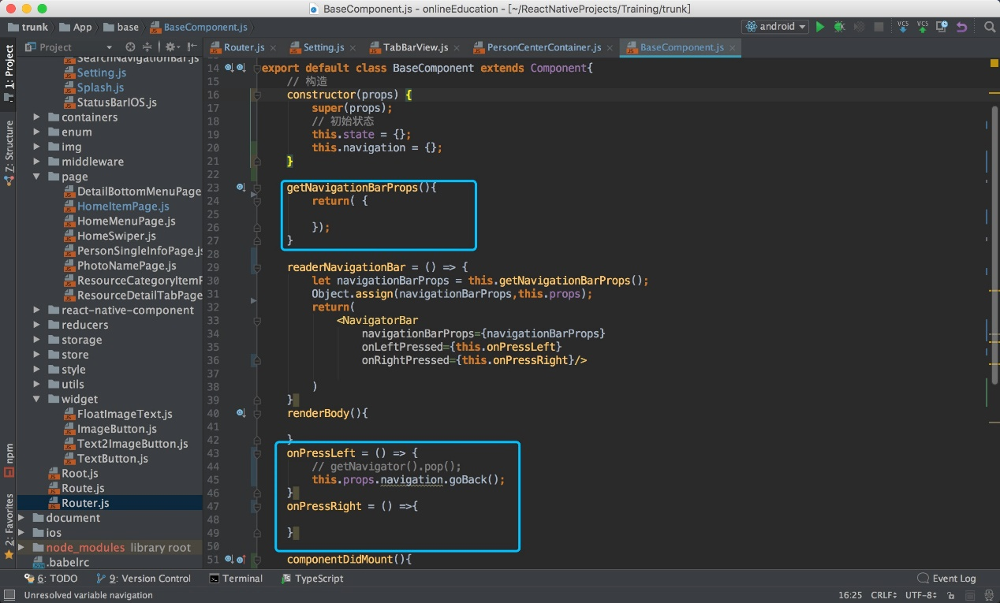 BaseComponent.js - onlineEducation - [~/ReactNativeProjects/Training/trunk]
trunk App base BaseComponent.js android VCS VCS
1: Project
Project
Router.js Setting.js TabBarView.js PersonCenterContainer.js BaseComponent.js
SearchNavigationBar.js
Setting.js
Splash.js
StatusBarIOS.js
containers
enum
img
middleware
page
DetailBottomMenuPage
HomeItemPage.js
HomeMenuPage.js
HomeSwiper.js
PersonSingleInfoPage.js
PhotoNamePage.js
ResourceCategoryItemP
ResourceDetailTabPage
react-native-component
reducers
storage
store
style
utils
widget
FloatImageText.js
ImageButton.js
Text2ImageButton.js
TextButton.js
Root.js
Route.js
Router.js
document
ios
node_modules library root
.babelrc
Z: Structure
npm
2: Favorites
14 export default class BaseComponent extends Component{
15 // 构造
16 constructor(props) {
17 super(props);
18 // 初始状态
19 this.state = {};
20 this.navigation = {};
21 }
22
23 getNavigationBarProps(){
24 return( {
25
26 });
27 }
28
29 readerNavigationBar = () => {
30 let navigationBarProps = this.getNavigationBarProps();
31 Object.assign(navigationBarProps,this.props);
32 return(
33 <NavigatorBar
34 navigationBarProps={navigationBarProps}
35 onLeftPressed={this.onPressLeft}
36 onRightPressed={this.onPressRight}/>
37
38 )
39 }
40 renderBody(){
41
42 }
43 onPressLeft = () => {
44 // getNavigator().pop();
45 this.props.navigation.goBack();
46 }
47 onPressRight = () =>{
48
49 }
50
51 componentDidMount(){
6: TODO 9: Version Control Terminal TypeScript Event Log
Unresolved variable navigation 16:25 CRLF UTF-8